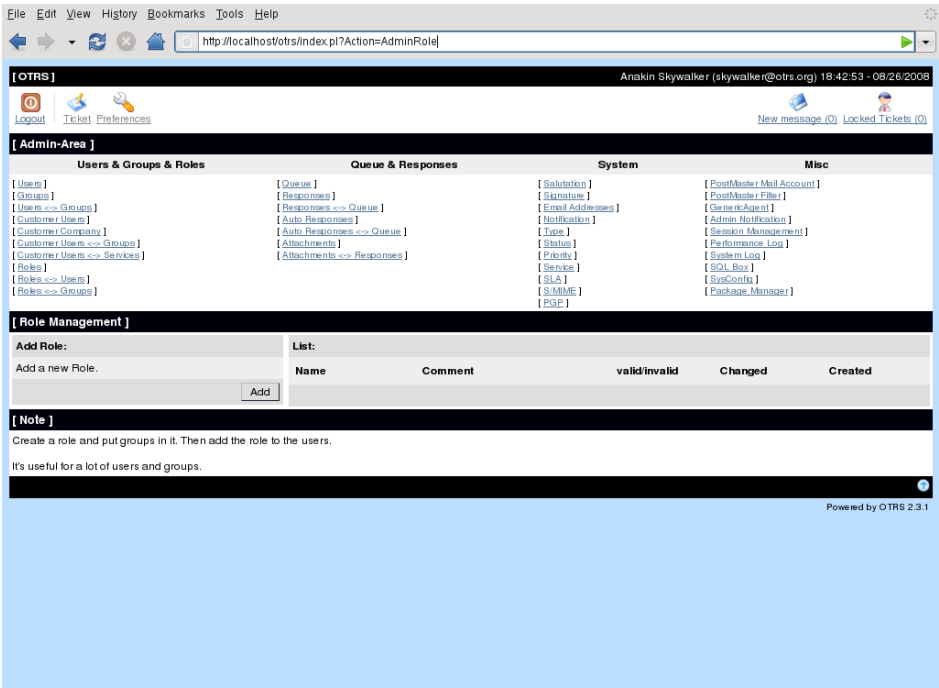 File Edit View History Bookmarks Tools Help
http://localhost/otrs/index.pl?Action=AdminRole
[ OTRS ] Anakin Skywalker (skywalker@otrs.org) 18:42:53 - 08/26/2008
Logout Ticket Preferences New message (0) Locked Tickets (0)
[ Admin-Area ]
Users & Groups & Roles Queue & Responses System Misc
[ Users ] [ Queue ] [ Salutation ] [ PostMaster Mail Account ]
[ Groups ] [ Responses ] [ Signature ] [ PostMaster Filter ]
[ Users <-> Groups ] [ Responses <-> Queue ] [ Email Addresses ] [ GenericAgent ]
[ Customer Users ] [ Auto Responses ] [ Notification ] [ Admin Notification ]
[ Customer Company ] [ Auto Responses <-> Queue ] [ Type ] [ Session Management ]
[ Customer Users <-> Groups ] [ Attachments ] [ Status ] [ Performance Log ]
[ Customer Users <-> Services ] [ Attachments <-> Responses ] [ Priority ] [ System Log ]
[ Roles ] [ Service ] [ SQL Box ]
[ Roles <-> Users ] [ SLA ] [ SysConfig ]
[ Roles <-> Groups ] [ S/MIME ] [ Package Manager ]
[ PGP ]
[ Role Management ]
Add Role: List:
Add a new Role. Name Comment valid/invalid Changed Created
Add
[ Note ]
Create a role and put groups in it. Then add the role to the users.
It's useful for a lot of users and groups.
Powered by OTRS 2.3.1